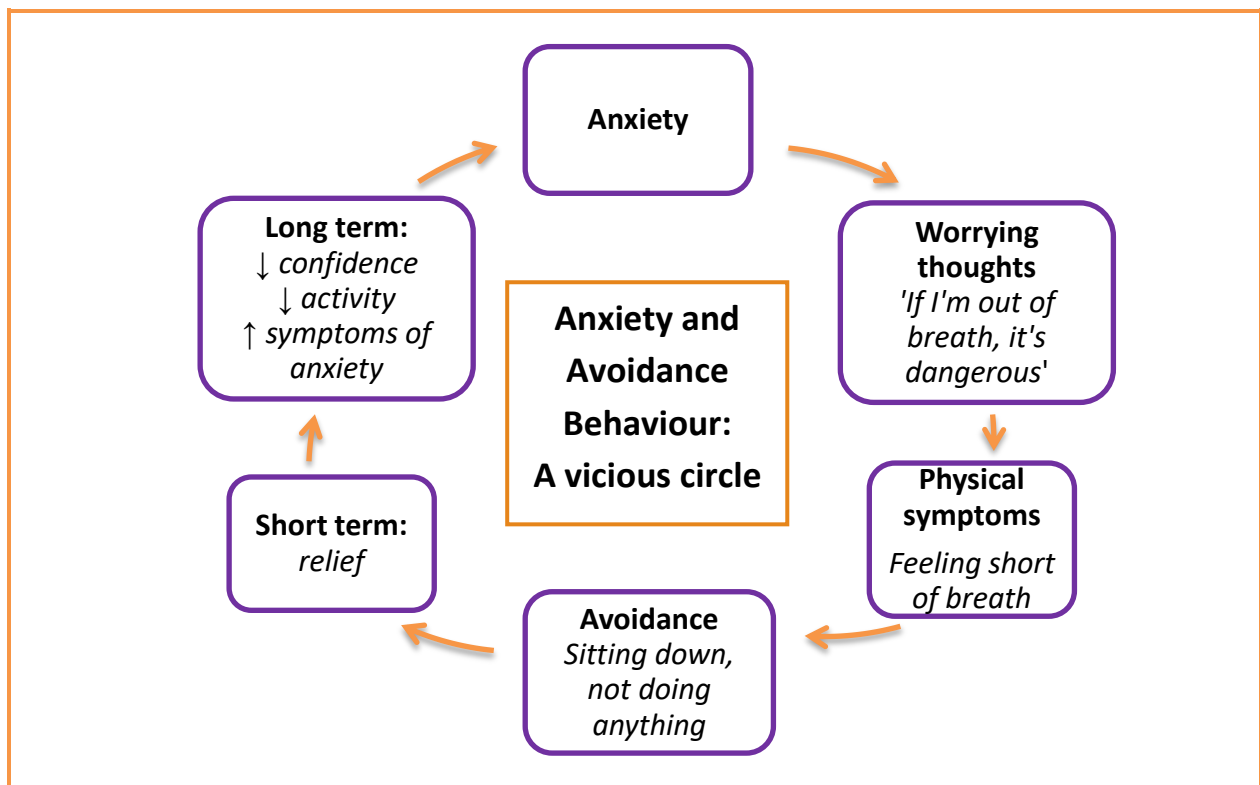 Anxiety
Worrying
thoughts
'If I'm out of
breath, it's
dangerous'
Physical
symptoms
Feeling short
of breath
Avoidance
Sitting down,
not doing
anything
Short term:
relief
Long term:
↓ confidence
↓ activity
↑ symptoms of
anxiety
Anxiety and
Avoidance
Behaviour:
A vicious circle